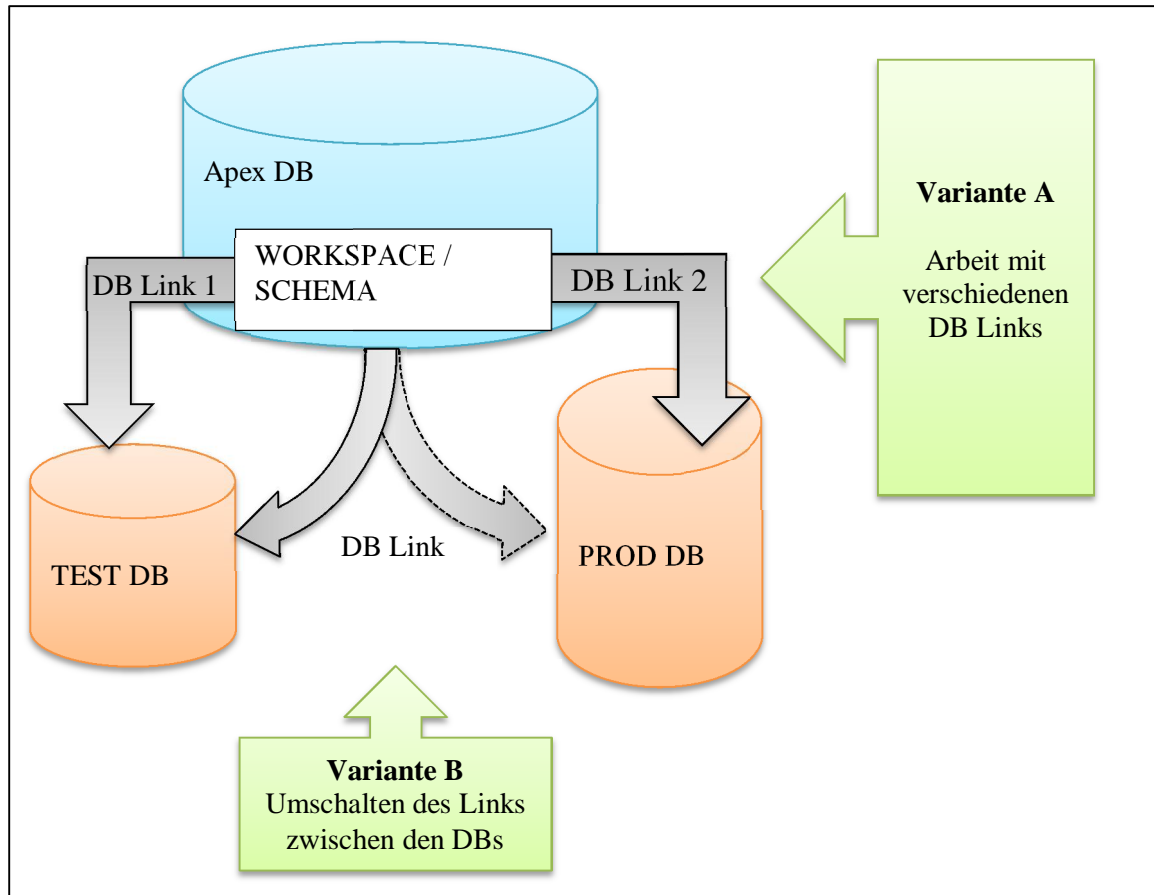 Apex DB
WORKSPACE /
SCHEMA
DB Link 1
DB Link 2
Variante A
Arbeit mit
verschiedenen
DB Links
TEST DB
DB Link
PROD DB
Variante B
Umschalten des Links
zwischen den DBs